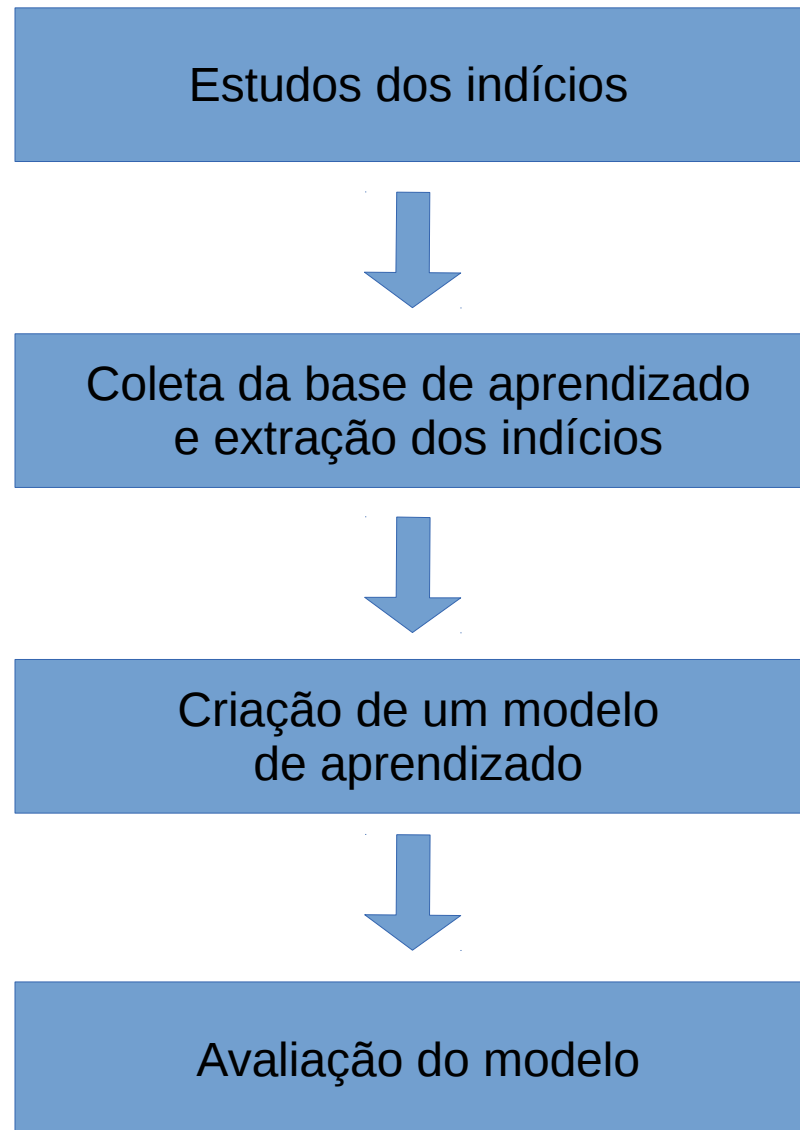 Estudos dos indícios
Coleta da base de aprendizado
e extração dos indícios
Criação de um modelo
de aprendizado
Avaliação do modelo